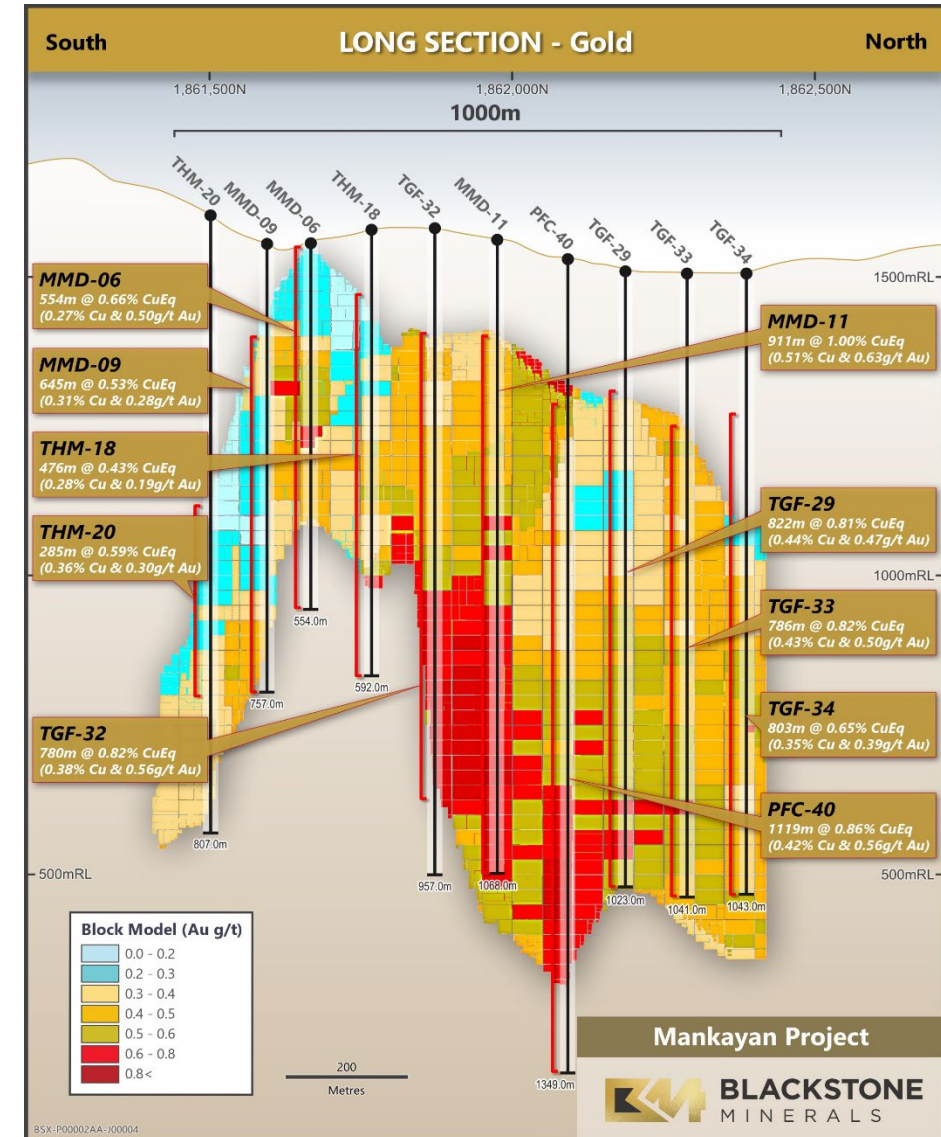 South
LONG SECTION - Gold
North
1,861,500N
1,862,000N
1,862,500N
1000m
THM-20
MMD-09
MMD-06
THM-18
TGF-32
MMD-11
PFC-40
TGF-29
TGF-33
TGF-34
1500mRL
MMD-06
554m @ 0.66% CuEq
(0.27% Cu & 0.50g/t Au)
MMD-11
911m @ 1.00% CuEq
(0.51% Cu & 0.63g/t Au)
MMD-09
645m @ 0.53% CuEq
(0.31% Cu & 0.28g/t Au)
THM-18
476m @ 0.43% CuEq
(0.28% Cu & 0.19g/t Au)
TGF-29
822m @ 0.81% CuEq
(0.44% Cu & 0.47g/t Au)
THM-20
285m @ 0.59% CuEq
(0.36% Cu & 0.30g/t Au)
1000mRL
TGF-33
786m @ 0.82% CuEq
(0.43% Cu & 0.50g/t Au)
554.0m
592.0m
757.0m
TGF-34
803m @ 0.65% CuEq
(0.35% Cu & 0.39g/t Au)
TGF-32
780m @ 0.82% CuEq
(0.38% Cu & 0.56g/t Au)
PFC-40
1119m @ 0.86% CuEq
(0.42% Cu & 0.56g/t Au)
807.0m
500mRL
957.0m
1068.0m
1023.0m
1041.0m
1043.0m
500mRL
Block Model (Au g/t)
0.0 - 0.2
0.2 - 0.3
0.3 - 0.4
0.4 - 0.5
0.5 - 0.6
0.6 - 0.8
0.8<
200
Metres
1349.0m
Mankayan Project
BLACKSTONE
MINERALS
BSX-P00002AA-J00004